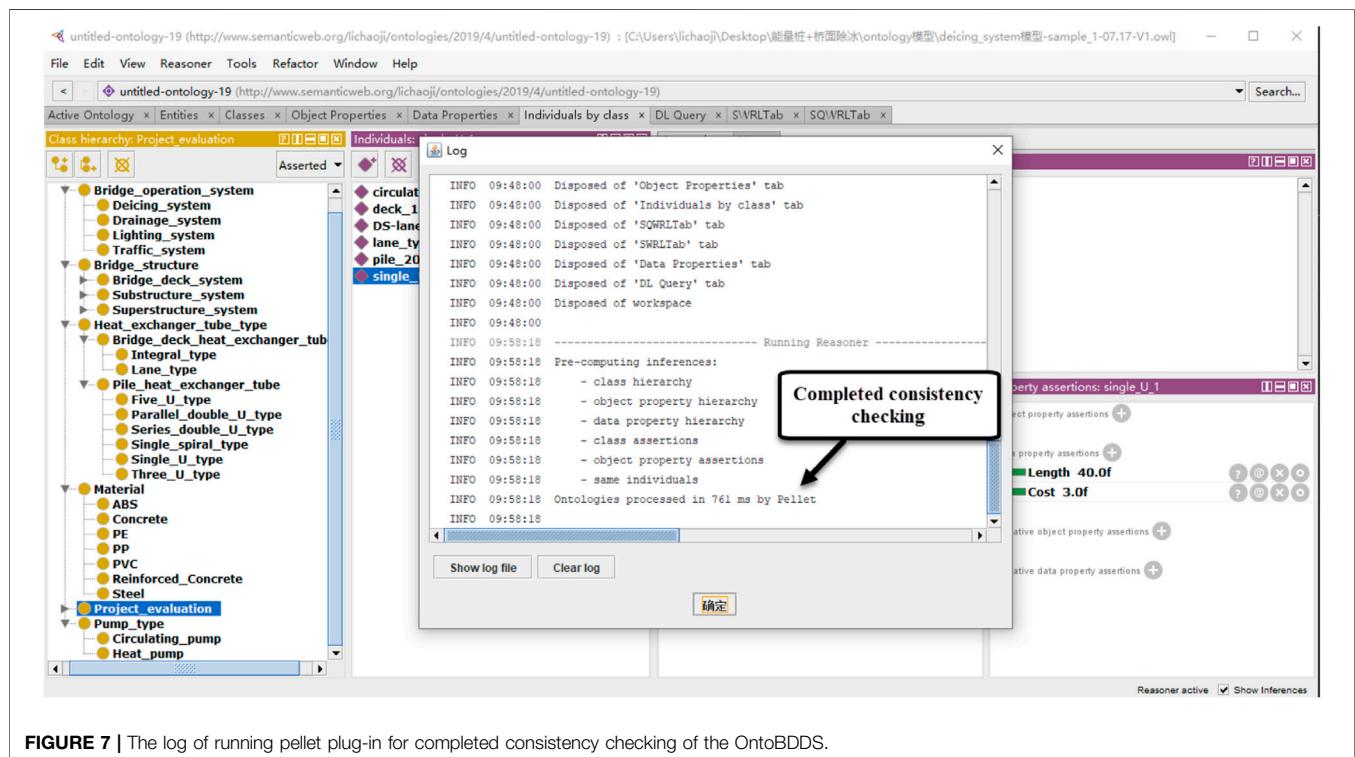 untitled-ontology-19 (http://www.semanticweb.org/lichaoji/ontologies/2019/4/untitled-ontology-19) : [C:\Users\lichaoji\Desktop\能量桩+桥面除冰\ontology模型\deicing_system模型-sample_1-07.17-V1.owl]
File Edit View Reasoner Tools Refactor Window Help
< > untitled-ontology-19 (http://www.semanticweb.org/lichaoji/ontologies/2019/4/untitled-ontology-19) Search...
Active Ontology × Entities × Classes × Object Properties × Data Properties × Individuals by class × DL Query × SWRLTab × SQWRLTab ×
Class hierarchy: Project_evaluation
Asserted
Bridge_operation_system
Deicing_system
Drainage_system
Lighting_system
Traffic_system
Bridge_structure
Bridge_deck_system
Substructure_system
Superstructure_system
Heat_exchanger_tube_type
Bridge_deck_heat_exchanger_tub
Integral_type
Lane_type
Pile_heat_exchanger_tube
Five_U_type
Parallel_double_U_type
Series_double_U_type
Single_spiral_type
Single_U_type
Three_U_type
Material
ABS
Concrete
PE
PP
PVC
Reinforced_Concrete
Steel
Project_evaluation
Pump_type
Circulating_pump
Heat_pump
Individuals:
circulat
deck_1
DS-lane
lane_ty
pile_20
single_
Log
INFO 09:48:00 Disposed of 'Object Properties' tab
INFO 09:48:00 Disposed of 'Individuals by class' tab
INFO 09:48:00 Disposed of 'SQWRLTab' tab
INFO 09:48:00 Disposed of 'SWRLTab' tab
INFO 09:48:00 Disposed of 'Data Properties' tab
INFO 09:48:00 Disposed of 'DL Query' tab
INFO 09:48:00 Disposed of workspace
INFO 09:48:00
INFO 09:58:18 ------------------------------- Running Reasoner -----------------
INFO 09:58:18 Pre-computing inferences:
INFO 09:58:18 - class hierarchy
INFO 09:58:18 - object property hierarchy
INFO 09:58:18 - data property hierarchy
INFO 09:58:18 - class assertions
INFO 09:58:18 - object property assertions
INFO 09:58:18 - same individuals
INFO 09:58:18 Ontologies processed in 761 ms by Pellet
INFO 09:58:18
Completed consistency
checking
Show log file Clear log
确定
perty assertions: single_U_1
ect property assertions
a property assertions
Length 40.0f
Cost 3.0f
ative object property assertions
ative data property assertions
Reasoner active Show Inferences
FIGURE 7 | The log of running pellet plug-in for completed consistency checking of the OntoBDDS.